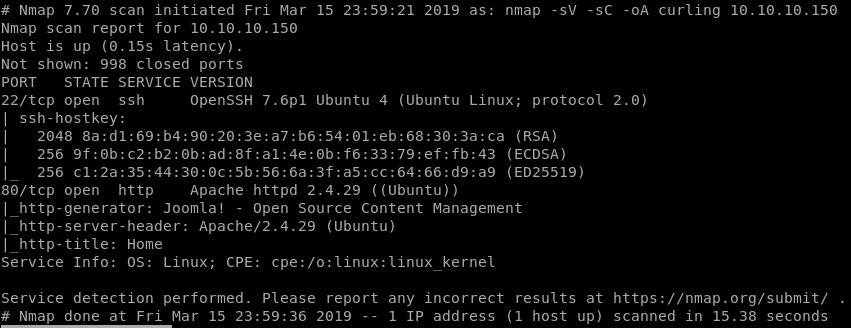 # Nmap 7.70 scan initiated Fri Mar 15 23:59:21 2019 as: nmap -sV -sC -oA curling 10.10.10.150
Nmap scan report for 10.10.10.150
Host is up (0.15s latency).
Not shown: 998 closed ports
PORT   STATE SERVICE VERSION
22/tcp open  ssh     OpenSSH 7.6p1 Ubuntu 4 (Ubuntu Linux; protocol 2.0)
| ssh-hostkey:
|   2048 8a:d1:69:b4:90:20:3e:a7:b6:54:01:eb:68:30:3a:ca (RSA)
|   256 9f:0b:c2:b2:0b:ad:8f:a1:4e:0b:f6:33:79:ef:fb:43 (ECDSA)
|_  256 c1:2a:35:44:30:0c:5b:56:6a:3f:a5:cc:64:66:d9:a9 (ED25519)
80/tcp open  http    Apache httpd 2.4.29 ((Ubuntu))
|_http-generator: Joomla! - Open Source Content Management
|_http-server-header: Apache/2.4.29 (Ubuntu)
|_http-title: Home
Service Info: OS: Linux; CPE: cpe:/o:linux:linux_kernel

Service detection performed. Please report any incorrect results at https://nmap.org/submit/ .
# Nmap done at Fri Mar 15 23:59:36 2019 -- 1 IP address (1 host up) scanned in 15.38 seconds